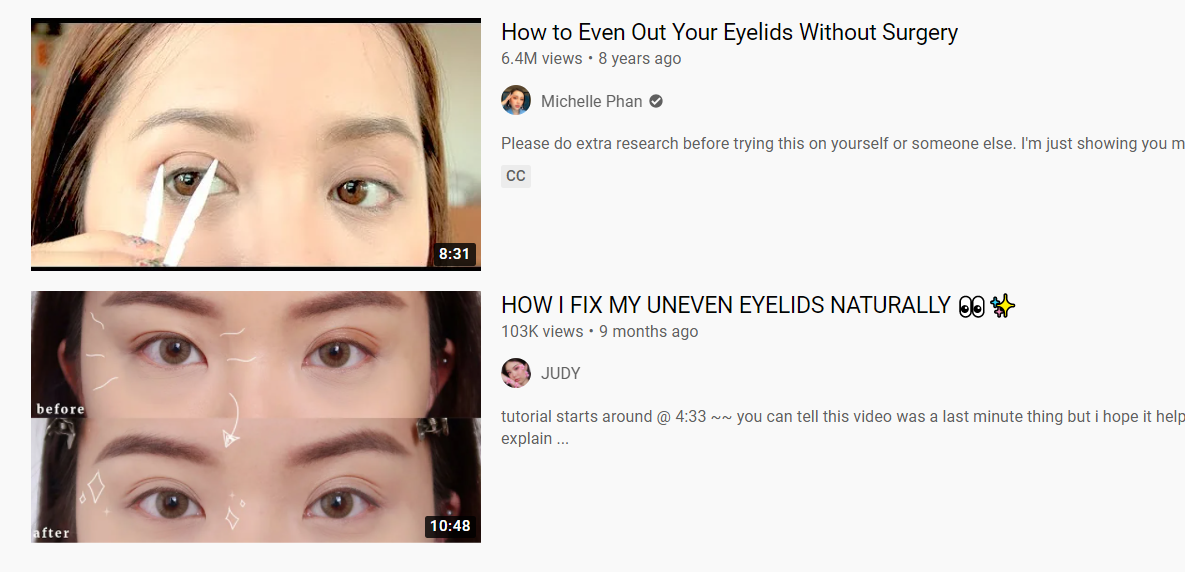 How to Even Out Your Eyelids Without Surgery
6.4M views • 8 years ago
Michelle Phan
Please do extra research before trying this on yourself or someone else. I'm just showing you m
CC
8:31
HOW I FIX MY UNEVEN EYELIDS NATURALLY 👀✨
103K views • 9 months ago
JUDY
tutorial starts around @ 4:33 ~~ you can tell this video was a last minute thing but i hope it help
explain ...
before
after
10:48